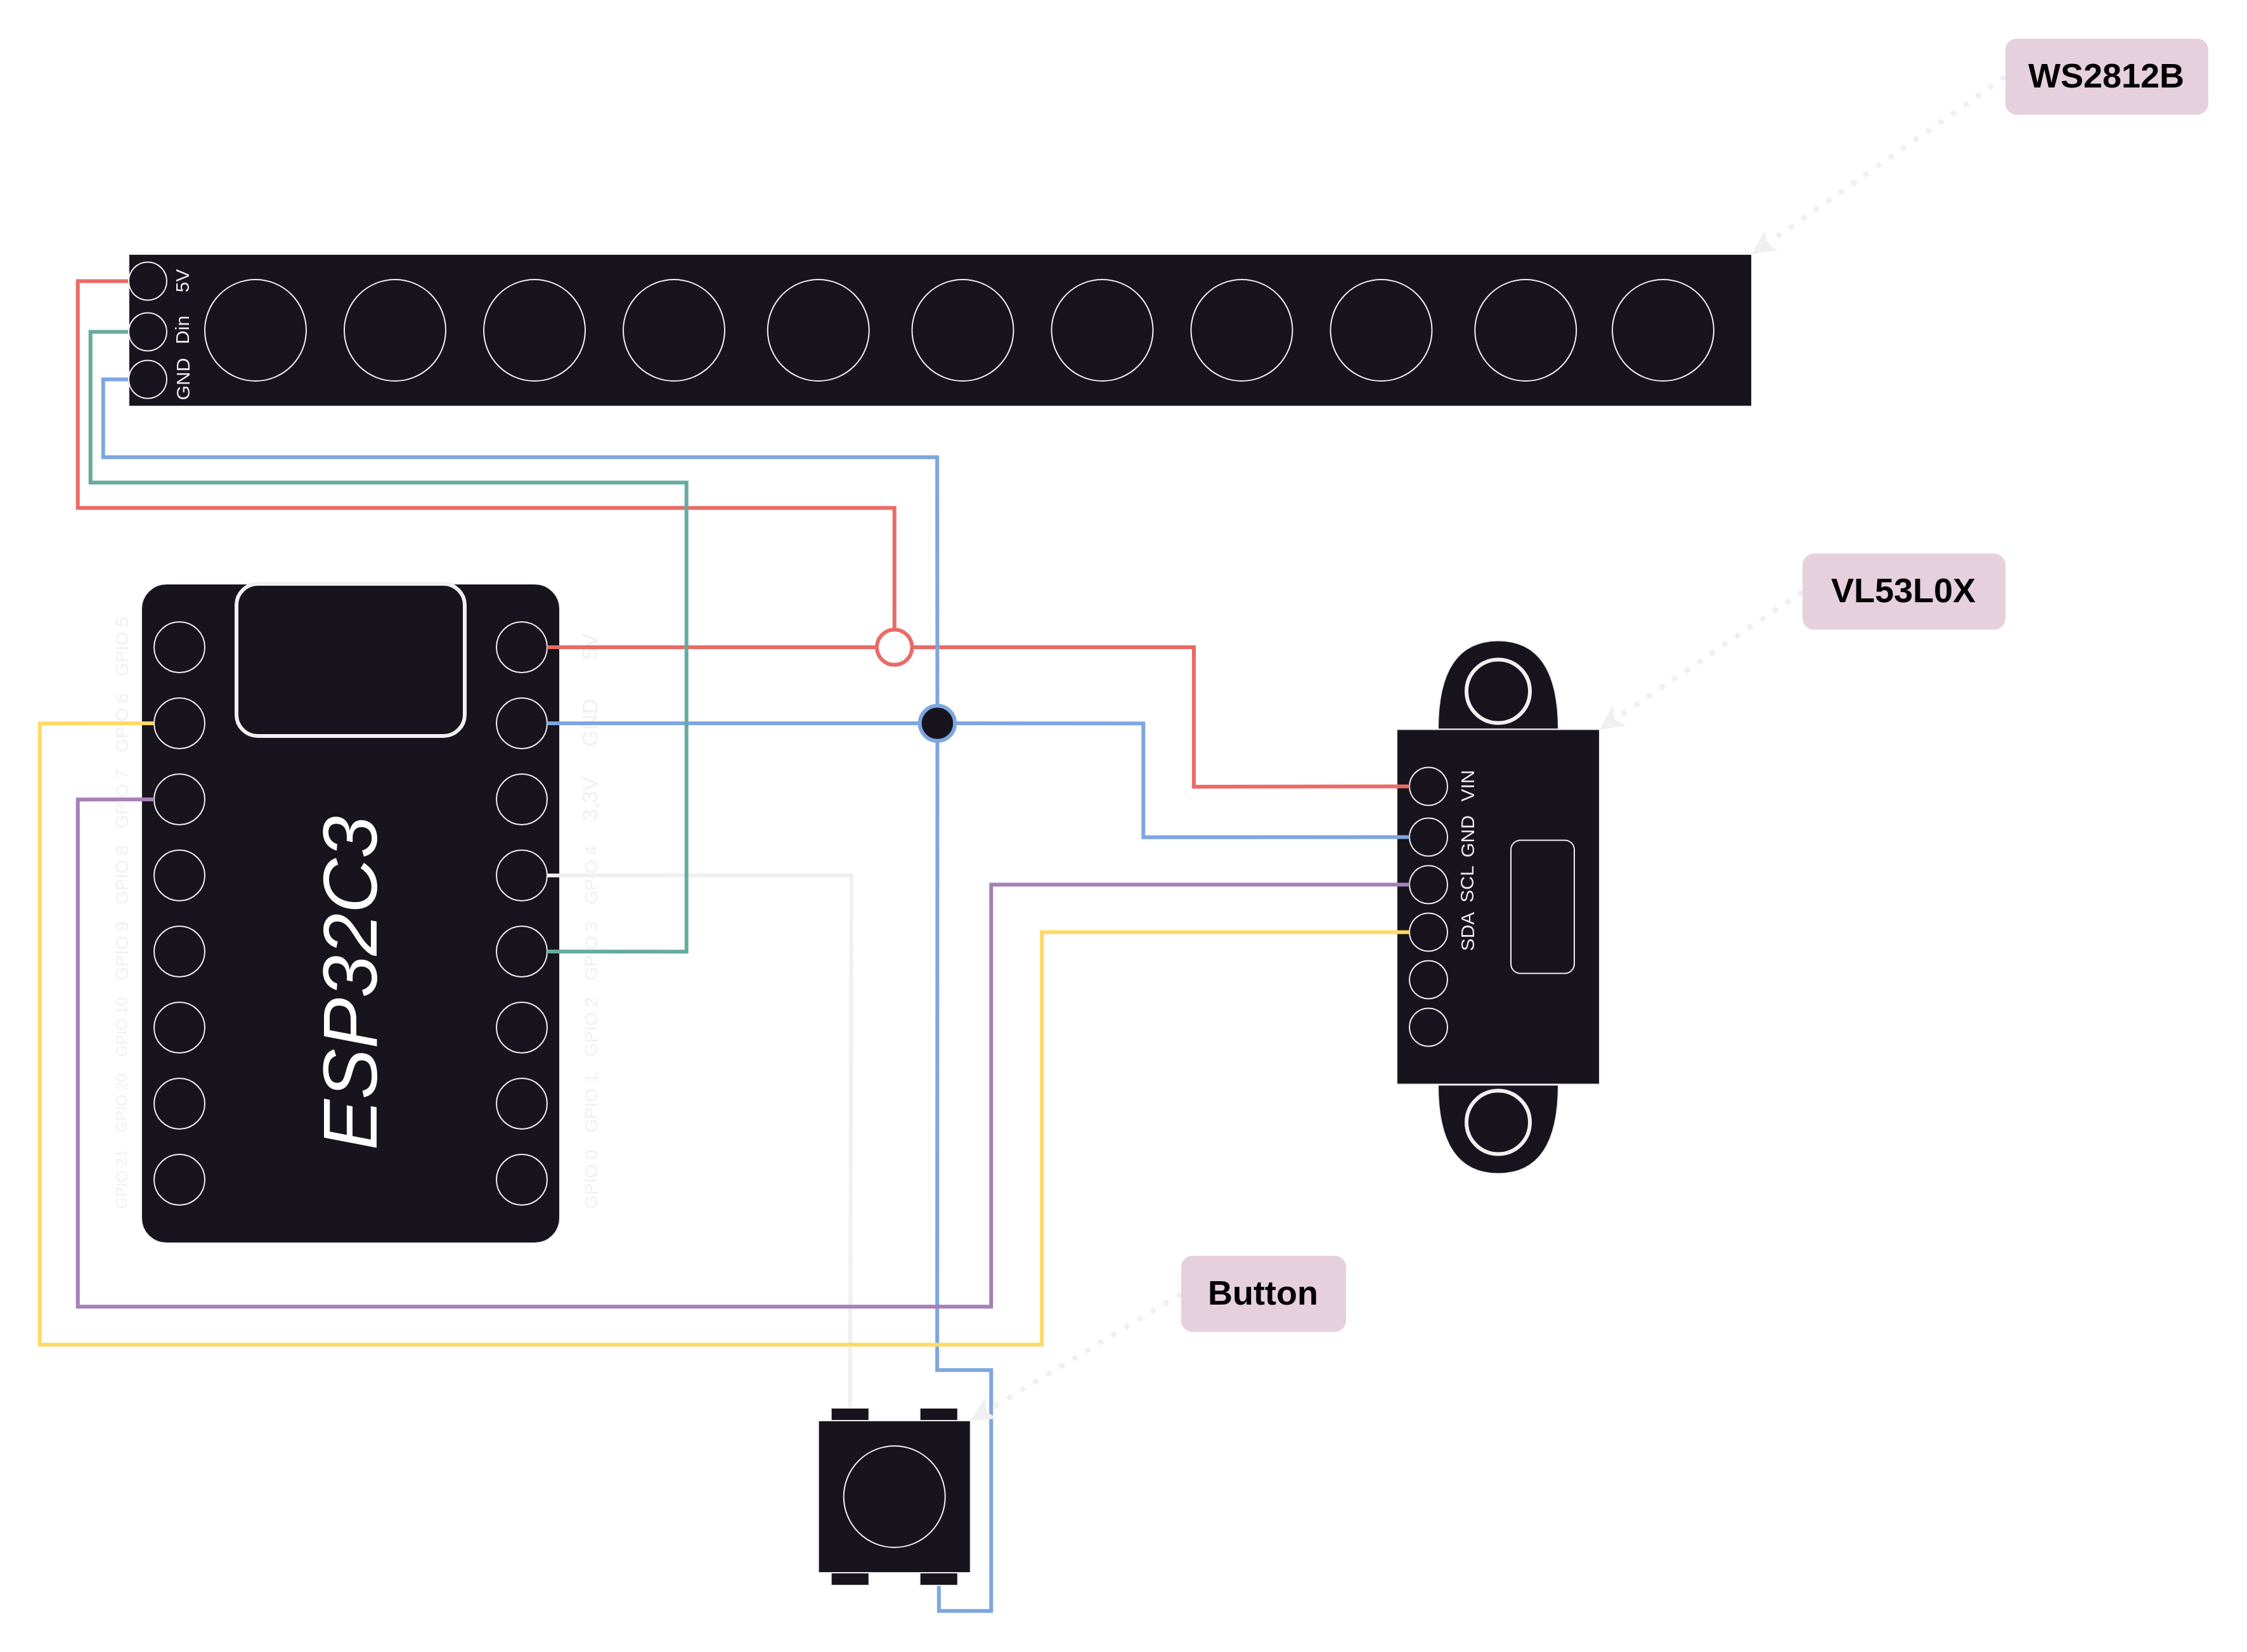 WS2812B
5V
Din
GND
VL53L0X
GPIO 5
GPIO 6
GPIO 7
GPIO 8
GPIO 9
GPIO 10
GPIO 20
GPIO 21
ESP32C3
5V
GND
3,3V
GPIO 4
GPIO 3
GPIO 2
GPIO 1
GPIO 0
VIN
GND
SCL
SDA
Button